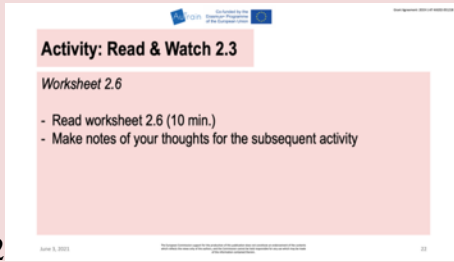 Co-funded by the
Erasmus+ Programme
of the European Union
Activity: Read & Watch 2.3
Worksheet 2.6
- Read worksheet 2.6 (10 min.)
- Make notes of your thoughts for the subsequent activity
June 3, 2021
22